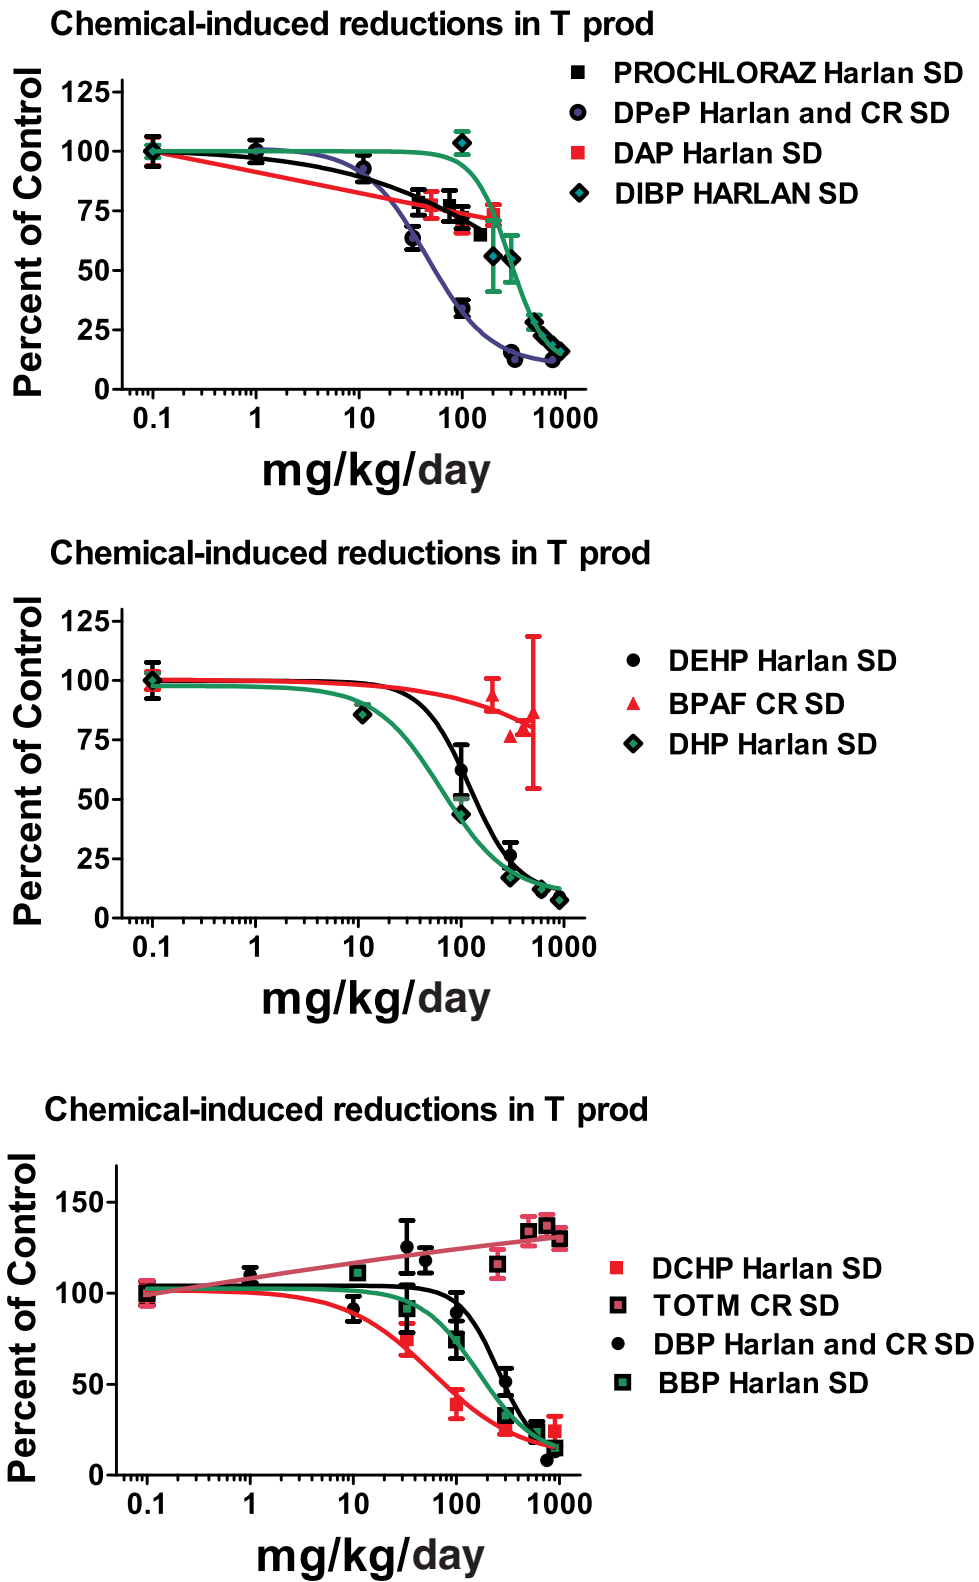 Chemical-induced reductions in T prod
PROCHLORAZ Harlan SD
DPeP Harlan and CR SD
DAP Harlan SD
DIBP HARLAN SD
Percent of Control
125
100
75
50
25
0
0.1 1 10 100 1000
mg/kg/day
Chemical-induced reductions in T prod
DEHP Harlan SD
BPAF CR SD
DHP Harlan SD
Percent of Control
125
100
75
50
25
0
0.1 1 10 100 1000
mg/kg/day
Chemical-induced reductions in T prod
DCHP Harlan SD
TOTM CR SD
DBP Harlan and CR SD
BBP Harlan SD
Percent of Control
150
100
50
0
0.1 1 10 100 1000
mg/kg/day